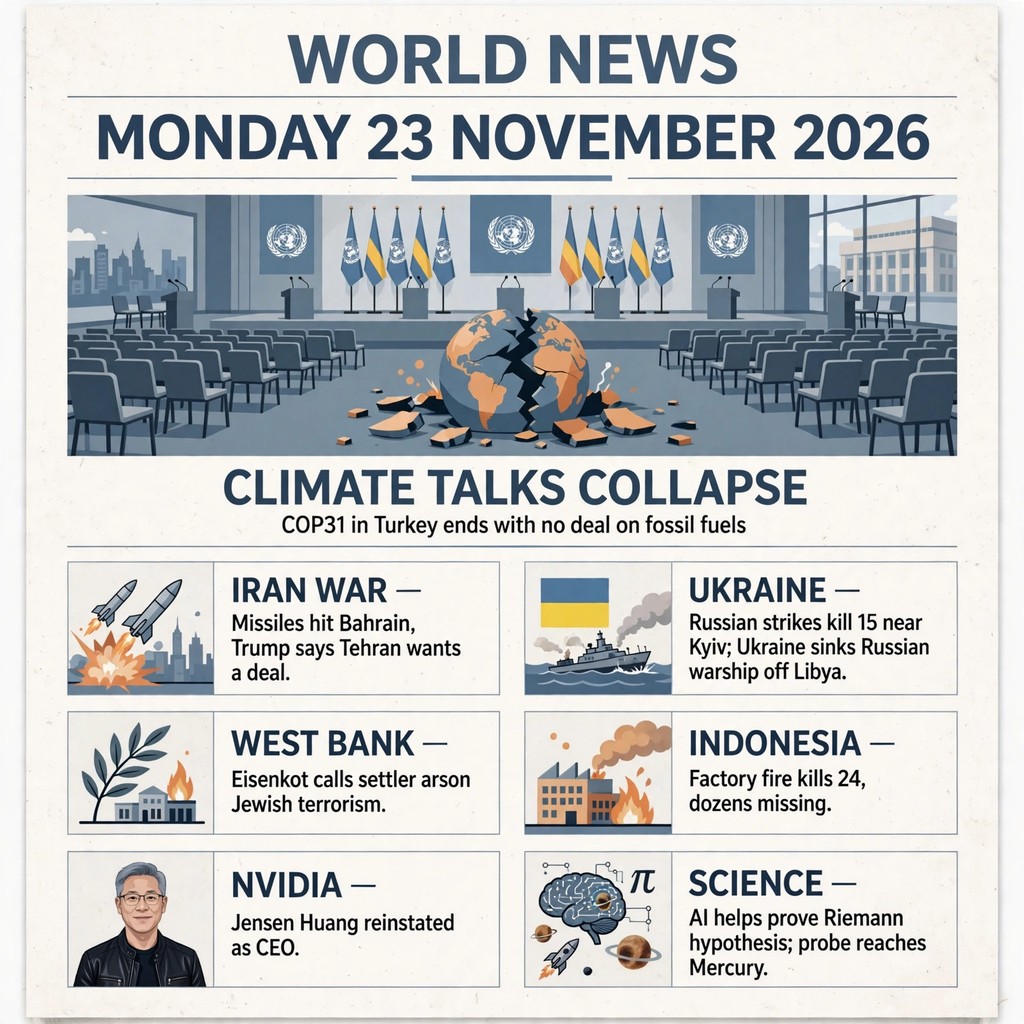 WORLD NEWS
MONDAY 23 NOVEMBER 2026
CLIMATE TALKS COLLAPSE
COP31 in Turkey ends with no deal on fossil fuels
IRAN WAR —
Missiles hit Bahrain,
Trump says Tehran wants
a deal.
UKRAINE —
Russian strikes kill 15 near
Kyiv; Ukraine sinks Russian
warship off Libya.
WEST BANK —
Eisenkot calls settler arson
Jewish terrorism.
INDONESIA —
Factory fire kills 24,
dozens missing.
NVIDIA —
Jensen Huang reinstated
as CEO.
π
SCIENCE —
AI helps prove Riemann
hypothesis; probe reaches
Mercury.